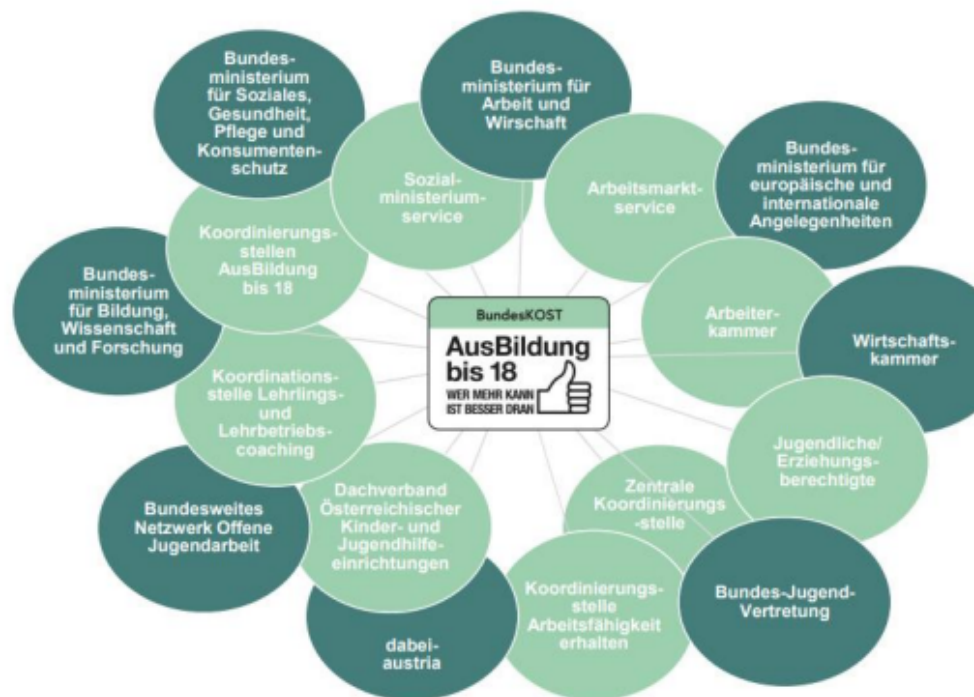 Bundes-
ministerium
für Soziales,
Gesundheit,
Pflege und
Konsumenten-
schutz
Bundes-
ministerium für
Arbeit und
Wirschaft
Sozial-
ministerium-
service
Arbeitsmarkt-
service
Bundes-
ministerium für
europäische und
internationale
Angelegenheiten
Koordinierungs-
stellen
AusBildung
bis 18
Bundes-
ministerium
für Bildung,
Wissenschaft
und Forschung
Arbeiter-
kammer
Wirtschafts-
kammer
BundesKOST
AusBildung
bis 18
WER MEHR KANN
IST BESSER DRAN
Koordinations-
stelle Lehrlings-
und
Lehrbetriebs-
coaching
Jugendliche/
Erziehungs-
berechtigte
Bundesweites
Netzwerk Offene
Jugendarbeit
Dachverband
Österreichischer
Kinder- und
Jugendhilfe-
einrichtungen
Zentrale
Koordinierungs
-stelle
dabei-
austria
Koordinierungs-
stelle
Arbeitsfähigkeit
erhalten
Bundes-Jugend-
Vertretung